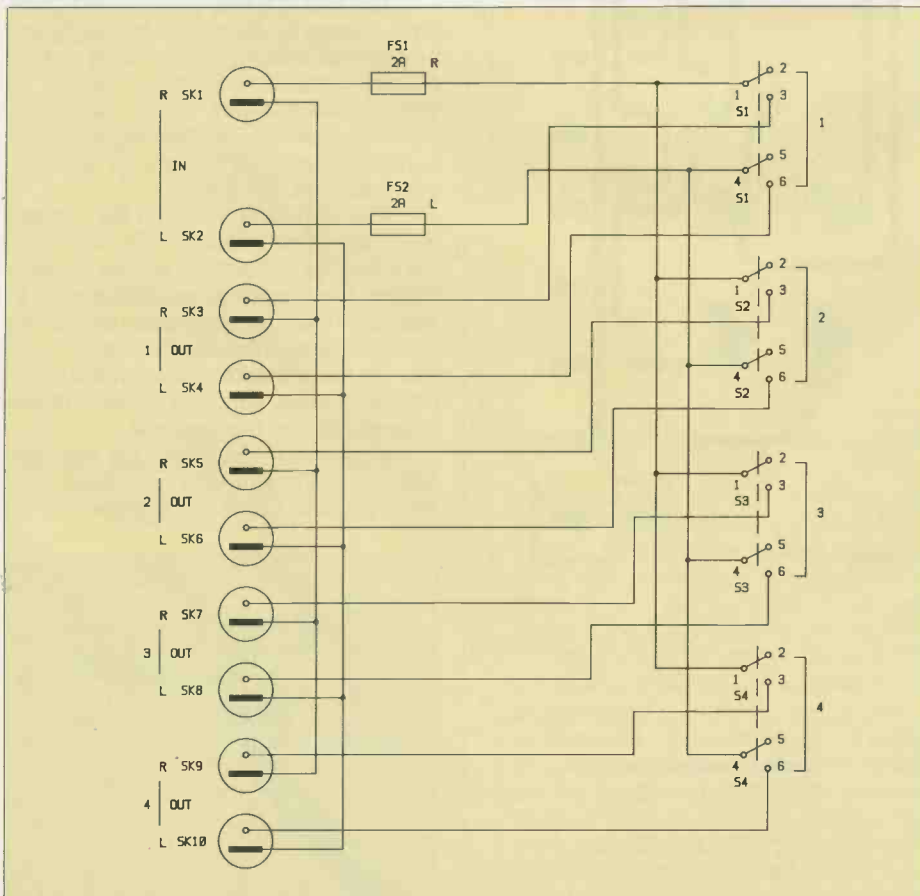 FS1
2A R
R SK1
IN
L SK2
FS2
2A L
R SK3
1 OUT
L SK4
R SK5
2 OUT
L SK6
R SK7
3 OUT
L SK8
R SK9
4 OUT
L SK10
2
1 3
S1
5
4 6
S1
1
2
1 3
S2
5
4 6
S2
2
2
1 3
S3
5
4 6
S3
3
2
1 3
S4
5
4 6
S4
4